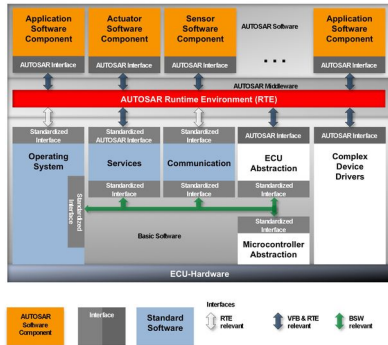 Application
Software
Component
Actuator
Software
Component
Sensor
Software
Component
AUTOSAR Software
Application
Software
Component
AUTOSAR Interface
AUTOSAR Interface
AUTOSAR Interface
. . .
AUTOSAR Interface
AUTOSAR Middleware
AUTOSAR Runtime Environment (RTE)
Standardized
Interface
Standardized
AUTOSAR Interface
Standardized
Interface
AUTOSAR Interface
AUTOSAR Interface
Operating
System
Services
Communication
ECU
Abstraction
Complex
Device
Drivers
Standardized
Interface
Standardized
Interface
Standardized
Interface
Standardized
Interface
Standardized
Interface
Basic Software
Microcontroller
Abstraction
ECU-Hardware
AUTOSAR
Software
Component
Interface
Standard
Software
Interfaces
RTE
relevant
VFB & RTE
relevant
BSW
relevant